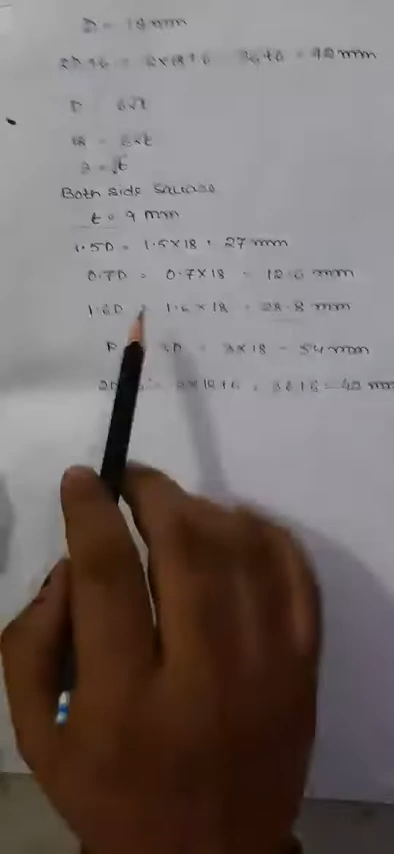 D = 18 mm
2D+6 = 2×18+6 36+6 = 42 mm
D 6√t
18 = 6√t
3 = √t
Both side Square
t = 9 mm
1.5D = 1.5×18 = 27 mm
0.7D = 0.7×18 = 12.6 mm
1.6D = 1.6×18 = 28.8 mm
3D = 3×18 = 54 mm
2D = 2×18+6 = 36+6 = 42 mm